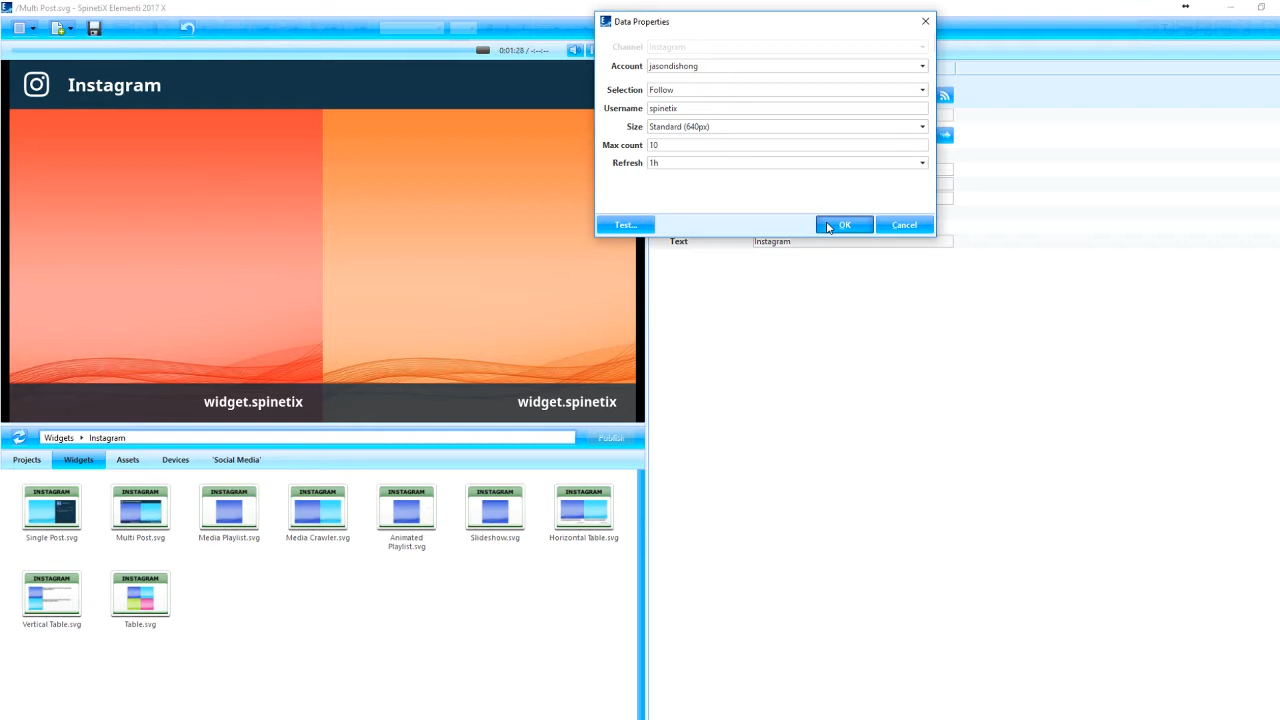 /Multi Post.svg - SpinetiX Elementi 2017 X
0:01:28 / -:--:--
Instagram
widget.spinetix
widget.spinetix
Data Properties
Channel Instagram
Account jasondishong
Selection Follow
Username spinetix
Size Standard (640px)
Max count 10
Refresh 1h
Test...
OK
Cancel
Text Instagram
Widgets Instagram
Publish
Projects
Widgets
Assets
Devices
'Social Media'
INSTAGRAM
INSTAGRAM
INSTAGRAM
INSTAGRAM
INSTAGRAM
INSTAGRAM
INSTAGRAM
Single Post.svg
Multi Post.svg
Media Playlist.svg
Media Crawler.svg
Animated
Playlist.svg
Slideshow.svg
Horizontal Table.svg
INSTAGRAM
INSTAGRAM
Vertical Table.svg
Table.svg